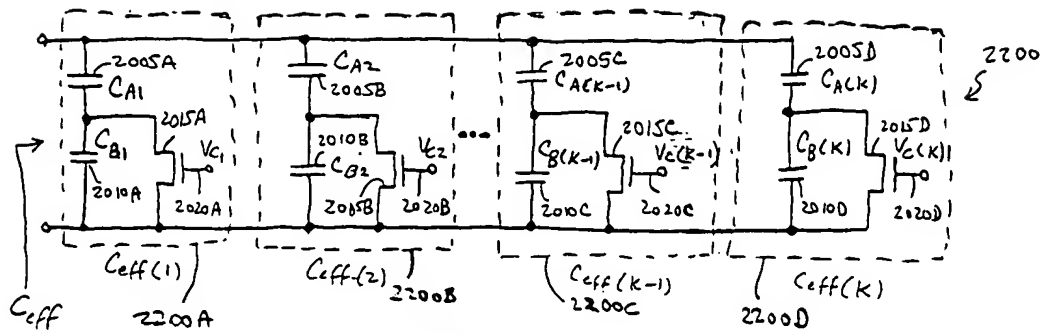 2005A
CA1
CB1
2010A
2015A
VC1
2020A
Ceff(1)
2200A
CA2
2005B
2010B
CB2
2005B
VC2
2020B
Ceff(2)
2200B
...
2005C
CA(K-1)
CB(K-1)
2010C
2015C
VC(K-1)
2020C
Ceff(K-1)
2200C
2005D
CA(K)
CB(K)
2010D
2015D
VC(K)
2020D
Ceff(K)
2200D
2200
Ceff